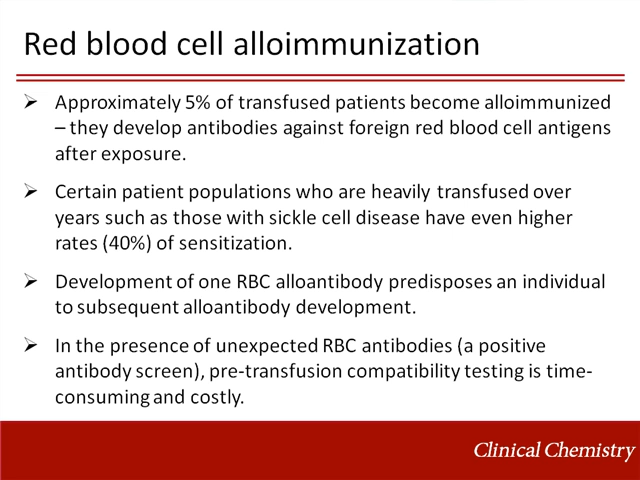 Red blood cell alloimmunization
➢ Approximately 5% of transfused patients become alloimmunized
– they develop antibodies against foreign red blood cell antigens
after exposure.
➢ Certain patient populations who are heavily transfused over
years such as those with sickle cell disease have even higher
rates (40%) of sensitization.
➢ Development of one RBC alloantibody predisposes an individual
to subsequent alloantibody development.
➢ In the presence of unexpected RBC antibodies (a positive
antibody screen), pre-transfusion compatibility testing is time-
consuming and costly.
Clinical Chemistry